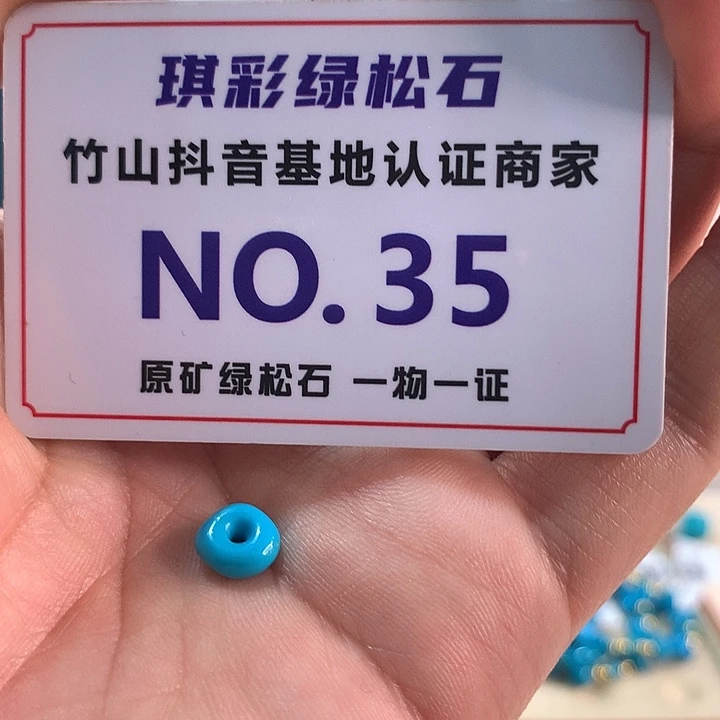 琪彩绿松石
竹山抖音基地认证商家
NO.35
原矿绿松石 一物一证